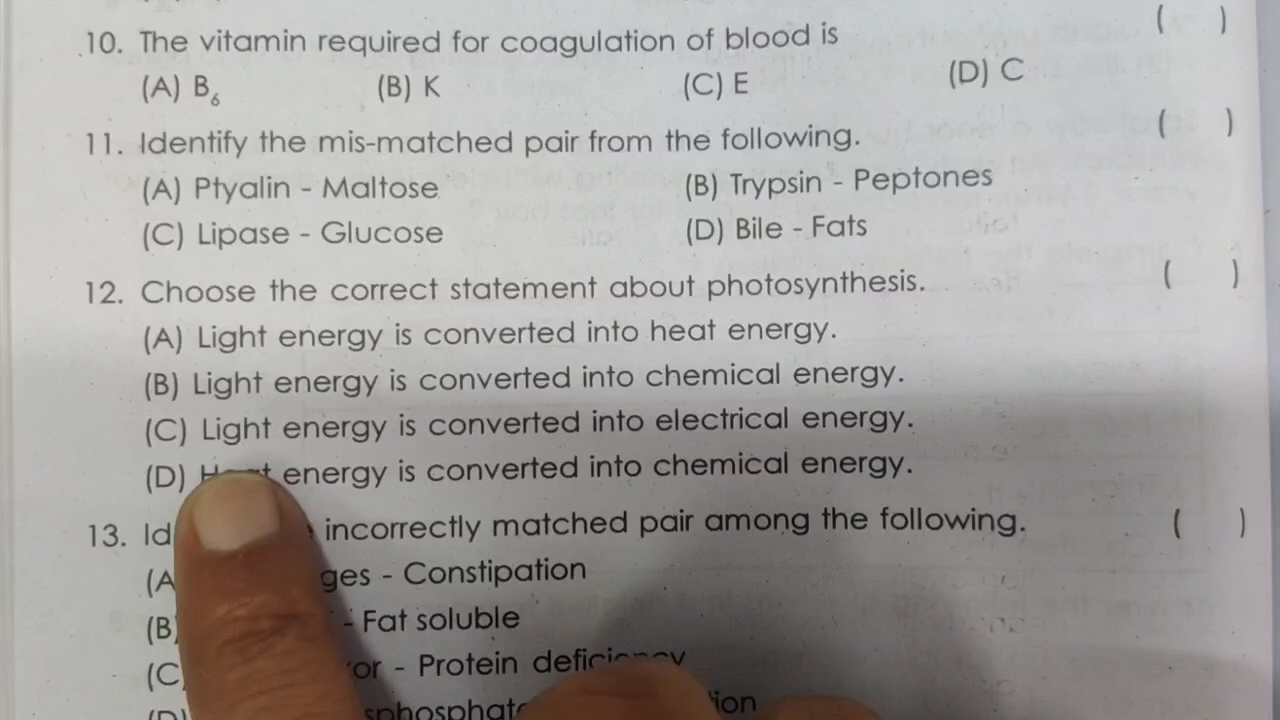 10. The vitamin required for coagulation of blood is ( )
(A) B₆ (B) K (C) E (D) C
11. Identify the mis-matched pair from the following. ( )
(A) Ptyalin - Maltose (B) Trypsin - Peptones
(C) Lipase - Glucose (D) Bile - Fats
12. Choose the correct statement about photosynthesis. ( )
(A) Light energy is converted into heat energy.
(B) Light energy is converted into chemical energy.
(C) Light energy is converted into electrical energy.
(D) Heat energy is converted into chemical energy.
13. incorrectly matched pair among the following. ( )
(A - Constipation
(B) - Fat soluble
(C - Protein deficiency
(D)